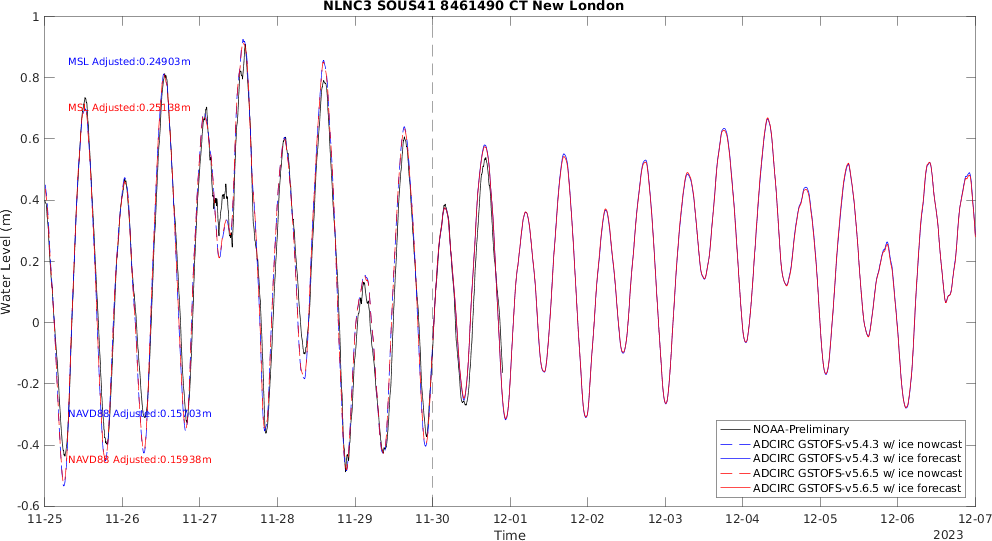 NLNC3 SOUS41 8461490 CT New London
1
0.8
0.6
0.4
0.2
0
-0.2
-0.4
-0.6
Water Level (m)
MSL Adjusted:0.24903m
MSL Adjusted:0.25138m
NAVD88 Adjusted:0.15703m
NAVD88 Adjusted:0.15938m
NOAA-Preliminary
ADCIRC GSTOFS-v5.4.3 w/ ice nowcast
ADCIRC GSTOFS-v5.4.3 w/ ice forecast
ADCIRC GSTOFS-v5.6.5 w/ ice nowcast
ADCIRC GSTOFS-v5.6.5 w/ ice forecast
11-25 11-26 11-27 11-28 11-29 11-30 12-01 12-02 12-03 12-04 12-05 12-06 12-07
Time
2023